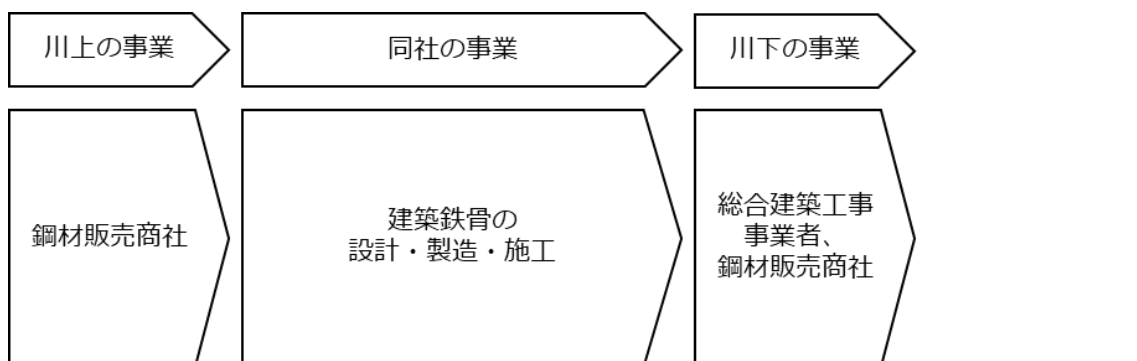 川上の事業
同社の事業
川下の事業
鋼材販売商社
建築鉄骨の
設計・製造・施工
総合建築工事
事業者、
鋼材販売商社